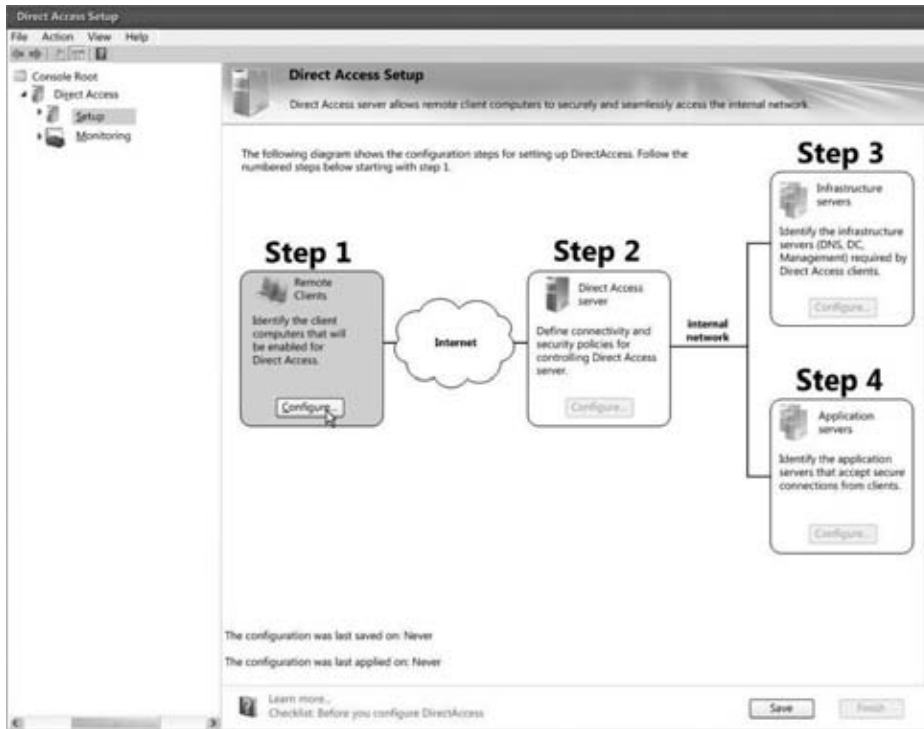 Direct Access Setup
File Action View Help
Console Root
Direct Access
Setup
Monitoring
Direct Access Setup
Direct Access server allows remote client computers to securely and seamlessly access the internal network.
The following diagram shows the configuration steps for setting up DirectAccess. Follow the
numbered steps below starting with step 1.
Step 1
Remote
Clients
Identify the client
computers that will
be enabled for
Direct Access.
Configure...
Internet
Step 2
Direct Access
server
Define connectivity and
security policies for
controlling Direct Access
server.
Configure...
internal
network
Step 3
Infrastructure
servers
Identify the infrastructure
servers (DNS, DC,
Management) required by
Direct Access clients.
Configure...
Step 4
Application
servers
Identify the application
servers that accept secure
connections from clients.
Configure...
The configuration was last saved on: Never
The configuration was last applied on: Never
Learn more...
Checklist: Before you configure DirectAccess
Save
Finish